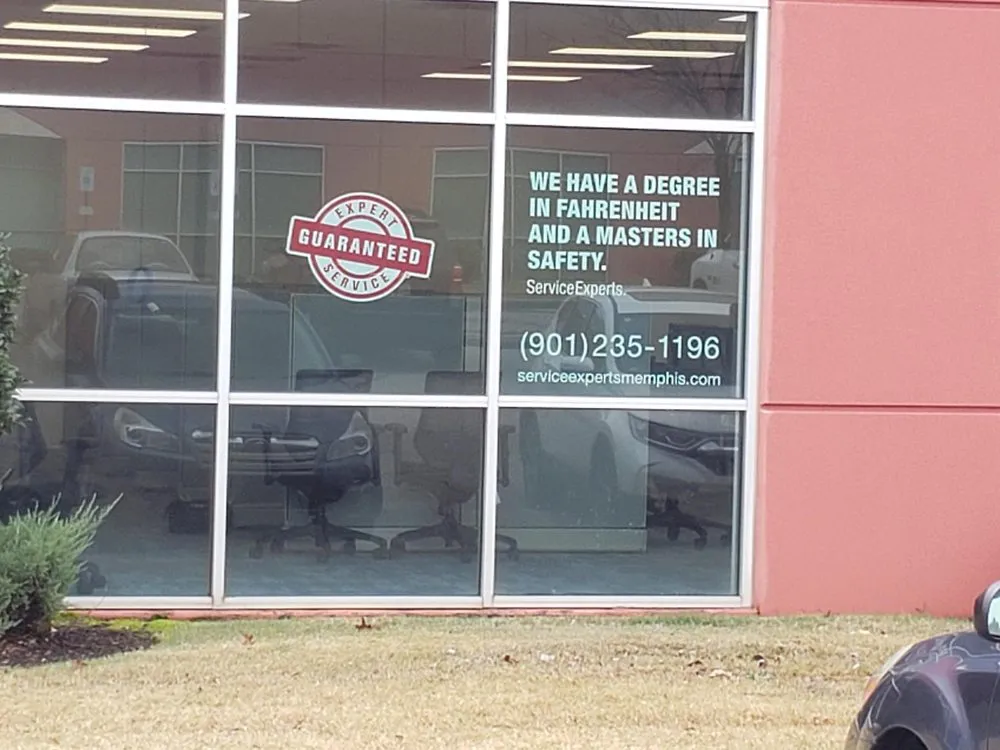 EXPERT
GUARANTEED
SERVICE
WE HAVE A DEGREE
IN FAHRENHEIT
AND A MASTERS IN
SAFETY.
ServiceExperts.
(901)235-1196
serviceexpertsmemphis.com